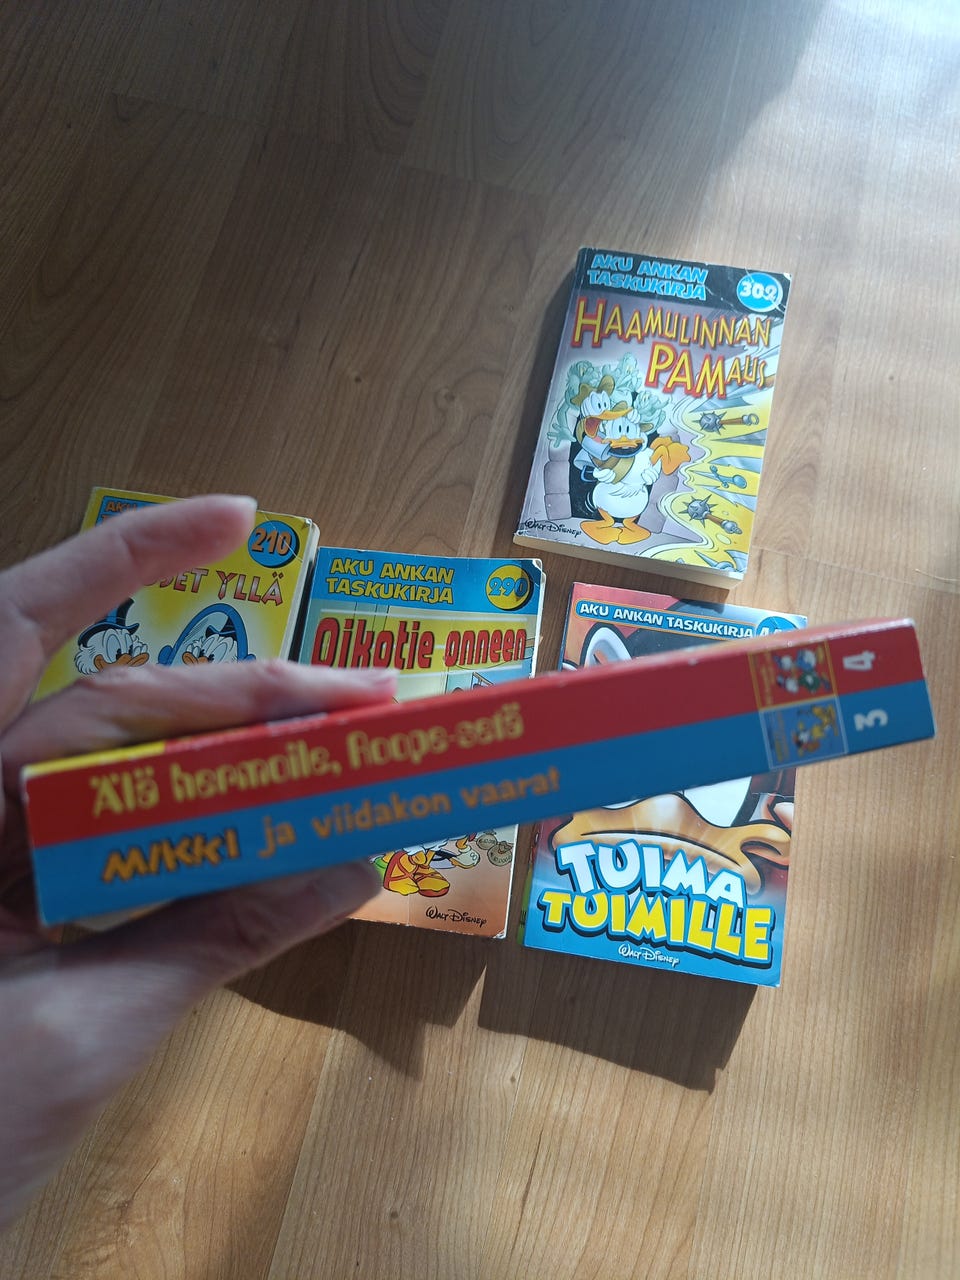 AKU ANKAN
TASKUKIRJA
302
HAAMULINNAN
PAMAUS
WALT DISNEY
210
YLLÄ
AKU ANKAN
TASKUKIRJA
290
Oikotie onneen
WALT DISNEY
AKU ANKAN TASKUKIRJA
TUIMA
TUIMILLE
WALT DISNEY
Älä hermoile, Roope-setä
4
MIKKI ja viidakon vaarat
3